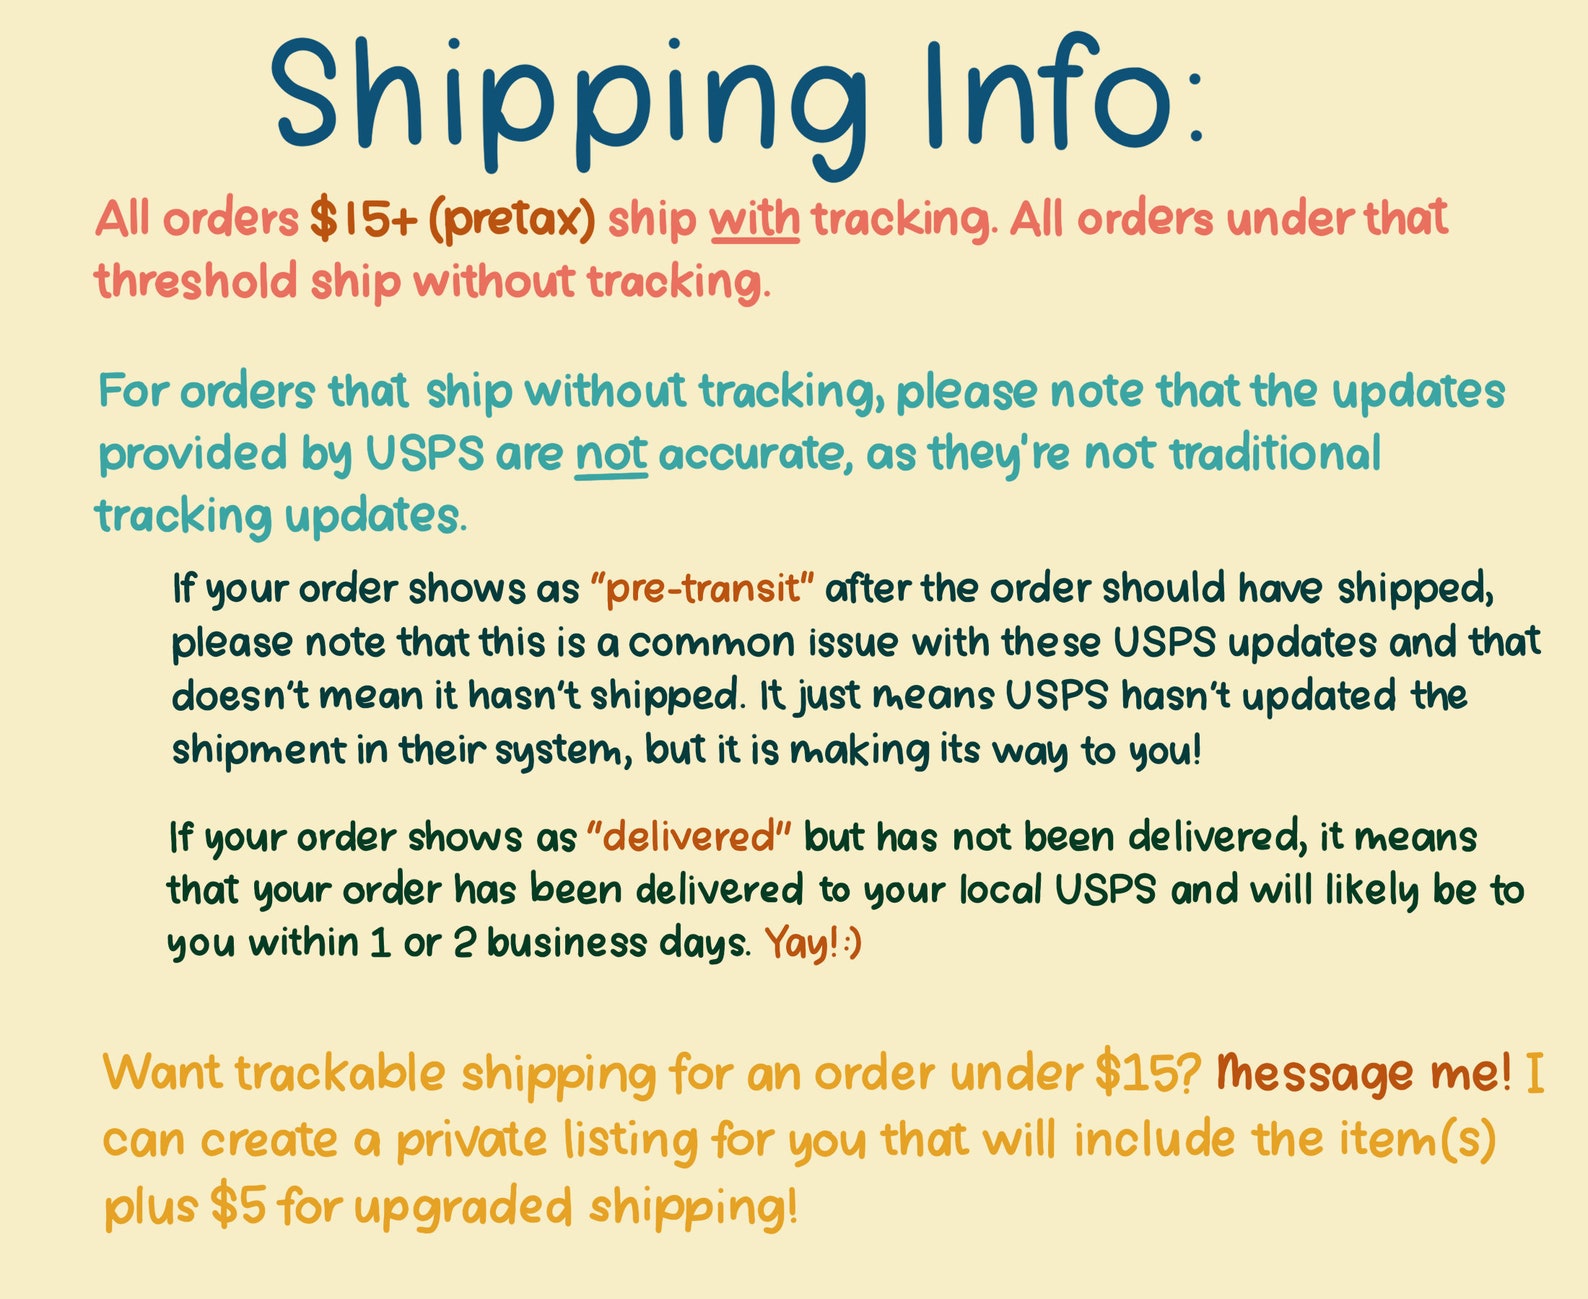 Shipping Info:
All orders $15+ (pretax) ship with tracking. All orders under that
threshold ship without tracking.
For orders that ship without tracking, please note that the updates
provided by USPS are not accurate, as they're not traditional
tracking updates.
If your order shows as "pre-transit" after the order should have shipped,
please note that this is a common issue with these USPS updates and that
doesn't mean it hasn't shipped. It just means USPS hasn't updated the
shipment in their system, but it is making its way to you!
If your order shows as "delivered" but has not been delivered, it means
that your order has been delivered to your local USPS and will likely be to
you within 1 or 2 business days. Yay!:)
Want trackable shipping for an order under $15? Message me! I
can create a private listing for you that will include the item(s)
plus $5 for upgraded shipping!